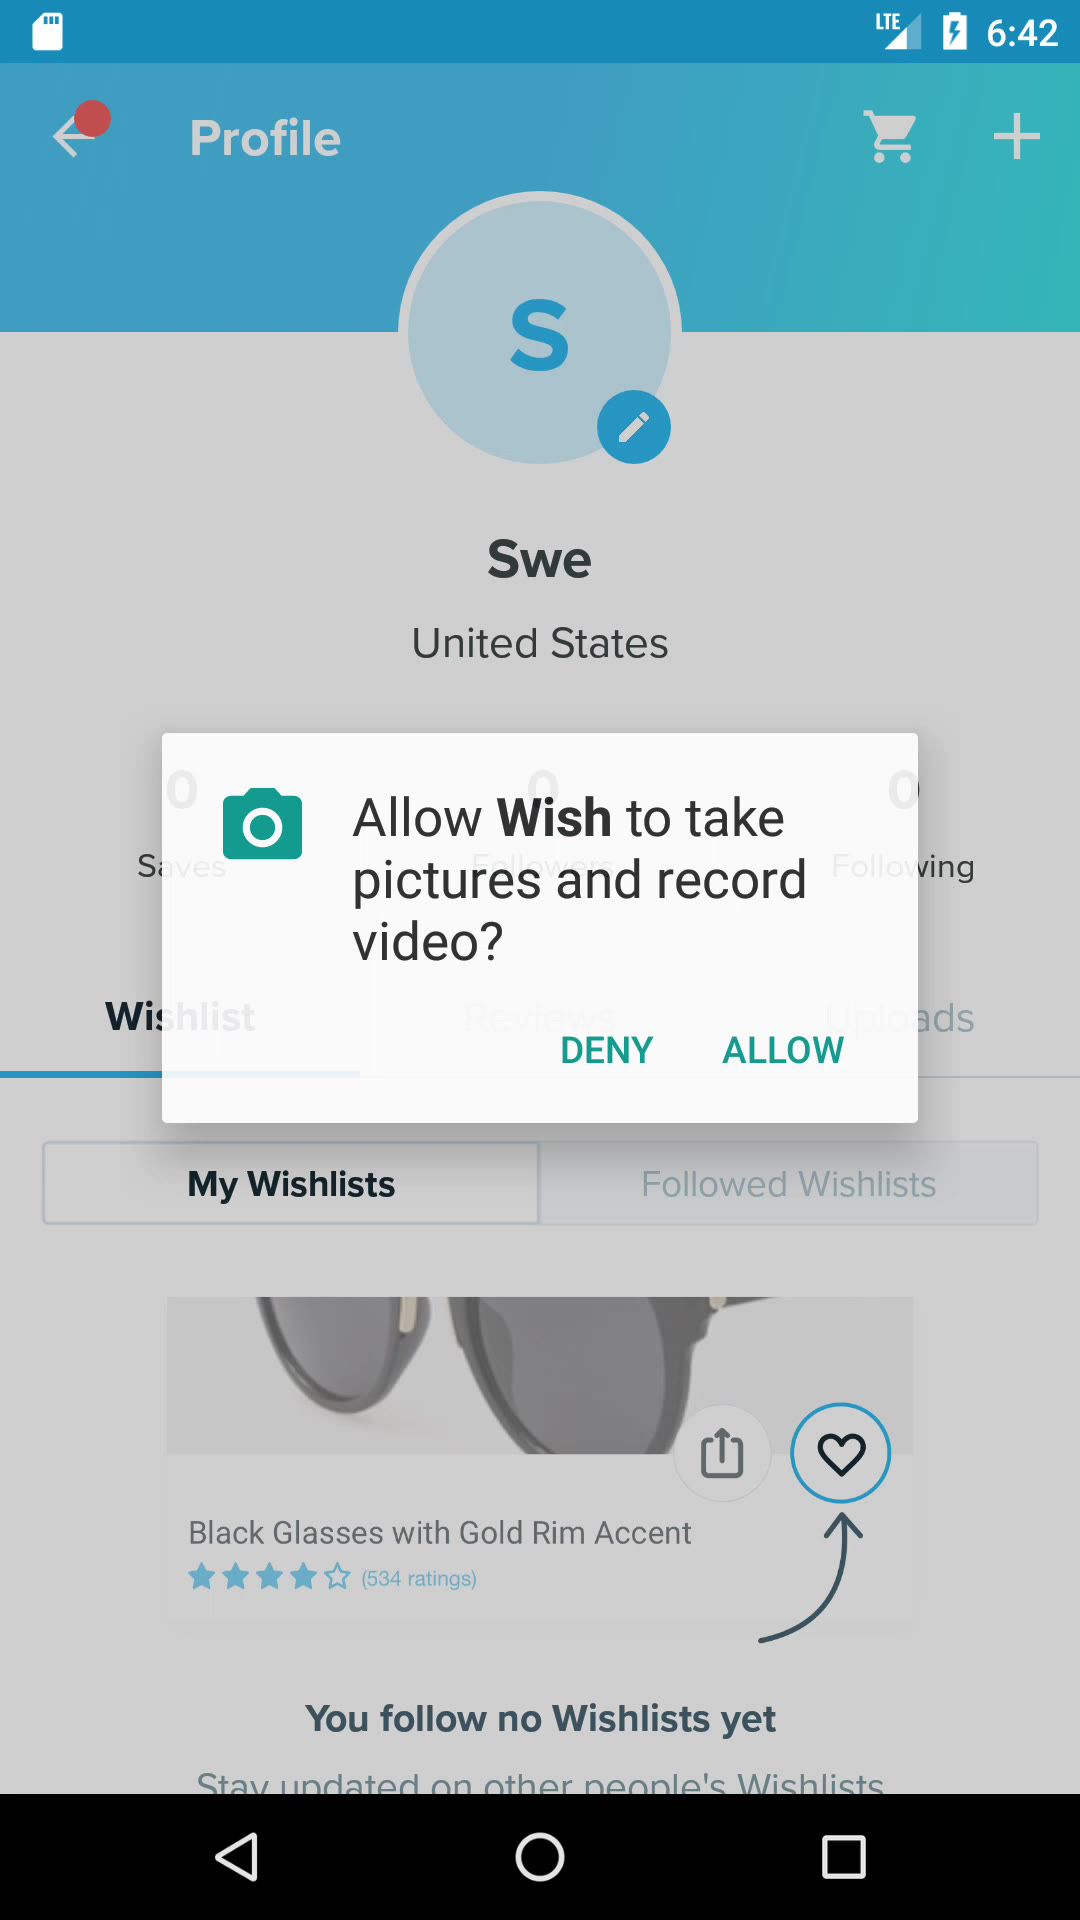 LTE 6:42
Profile
S
Swe
United States
0 0 0
Saves Followers Following
Allow Wish to take
pictures and record
video?
Wishlist Reviews Uploads
DENY ALLOW
My Wishlists Followed Wishlists
Black Glasses with Gold Rim Accent
(534 ratings)
You follow no Wishlists yet
Stay updated on other people's Wishlists